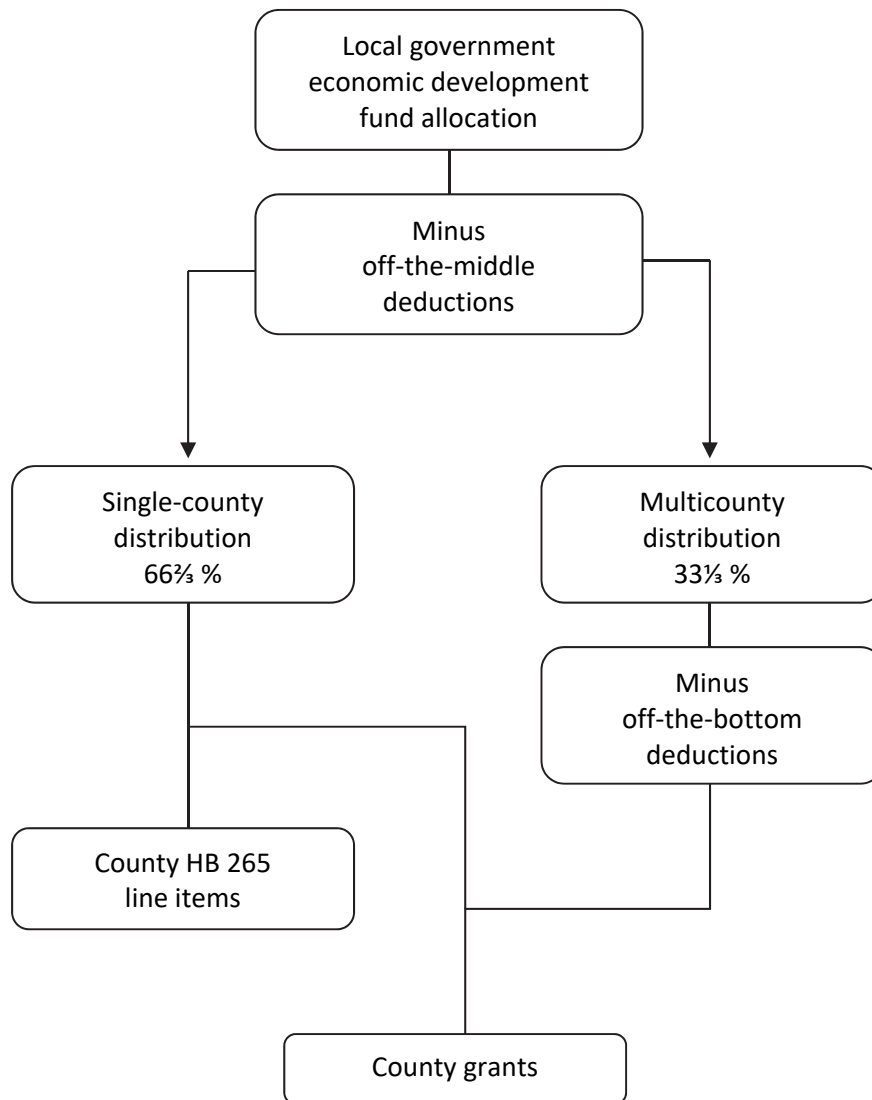 Local government
economic development
fund allocation
Minus
off-the-middle
deductions
Single-county
distribution
66⅔ %
Multicounty
distribution
33⅓ %
Minus
off-the-bottom
deductions
County HB 265
line items
County grants